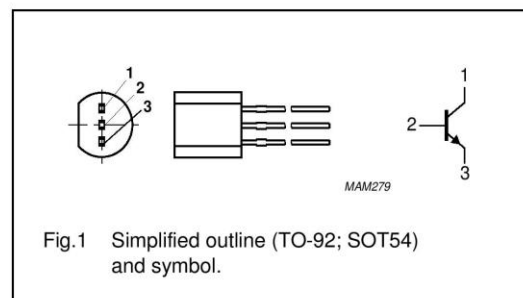 1
2
3
1
2
3
MAM279
Fig.1 Simplified outline (TO-92; SOT54)
and symbol.